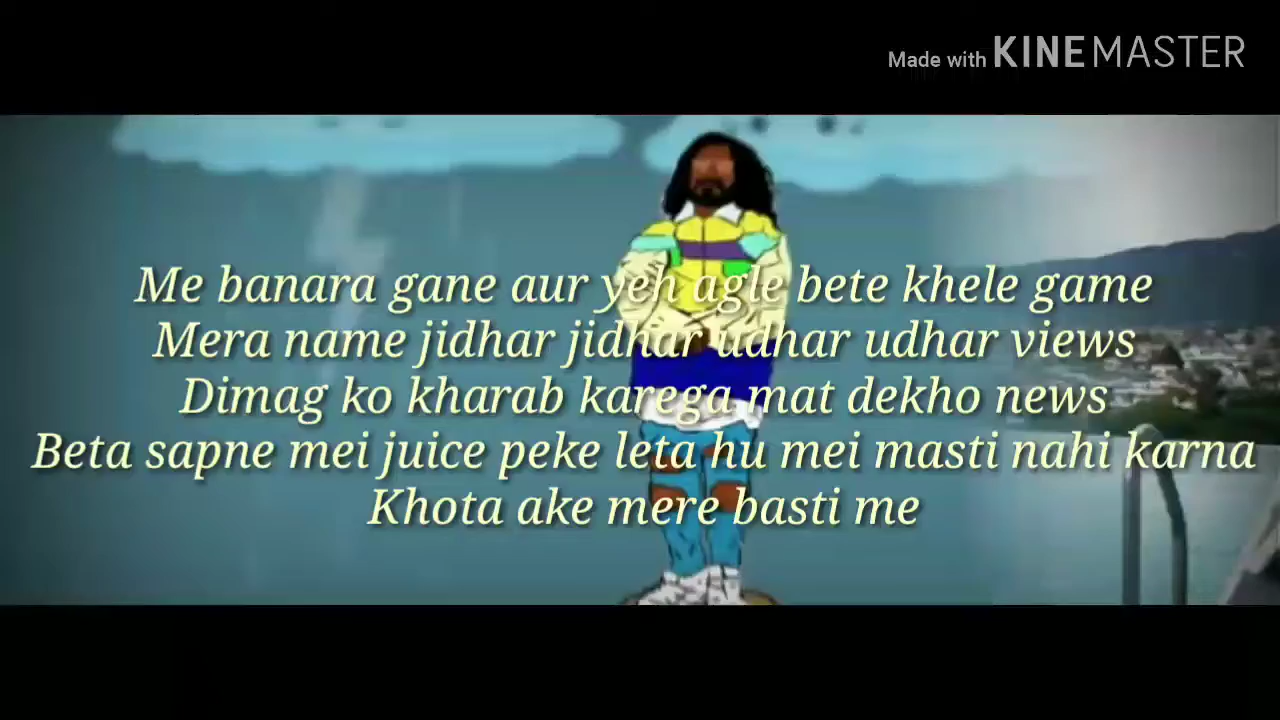 Made with KINEMASTER
Me banara gane aur yeh agle bete khele game
Mera name jidhar jidhar udhar udhar views
Dimag ko kharab karega mat dekho news
Beta sapne mei juice peke leta hu mei masti nahi karna
Khota ake mere basti me